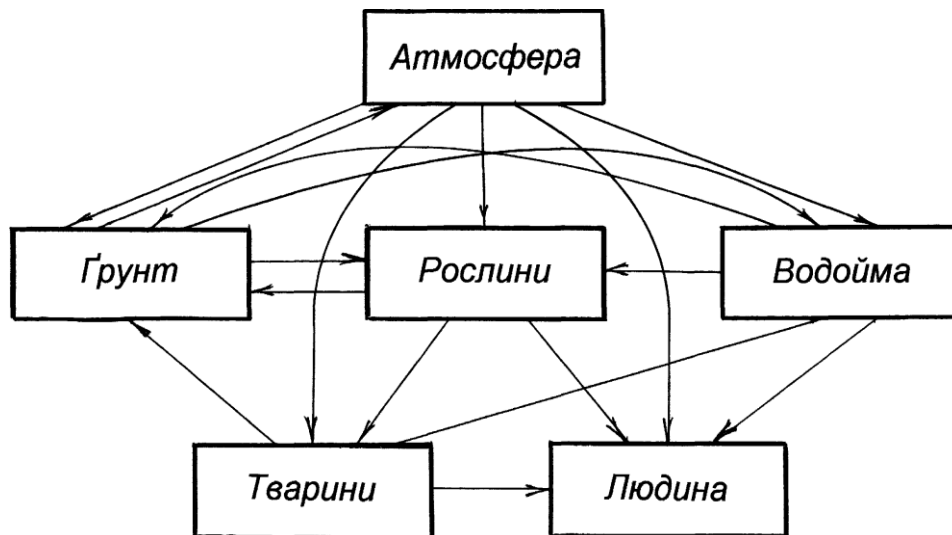 Атмосфера
Ґрунт
Рослини
Водойма
Тварини
Людина